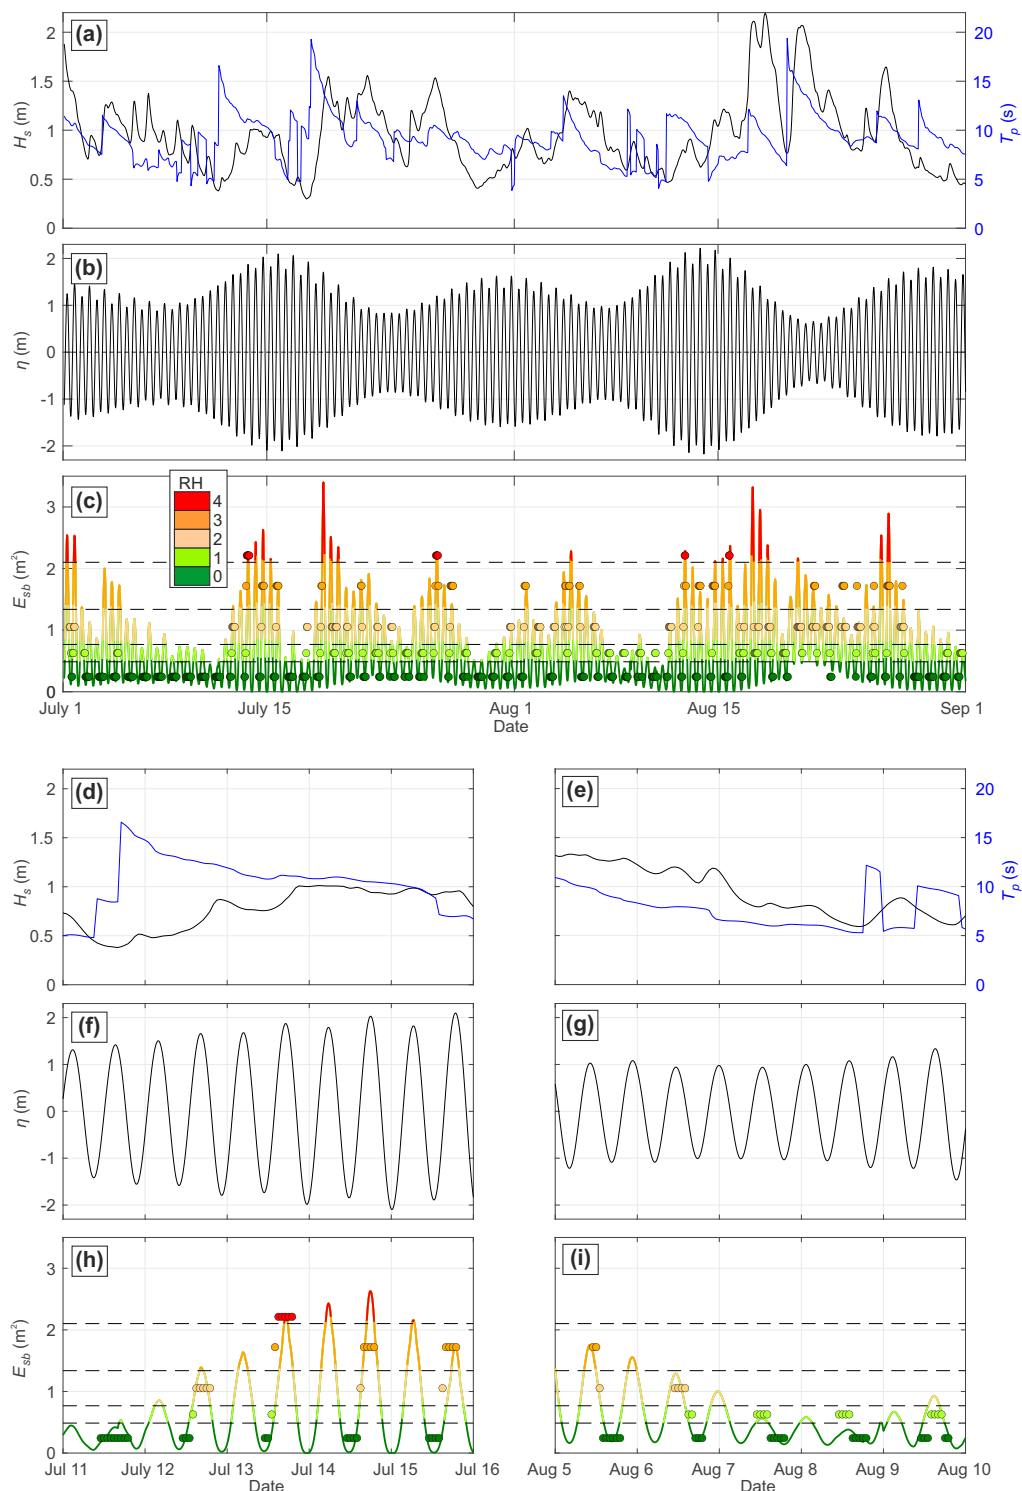 (a)
2
1.5
1
0.5
0
H_s (m)
20
15
10
5
0
T_p (s)
(b)
2
1
0
-1
-2
η (m)
(c)
RH
4
3
2
1
0
3
2
1
0
E_sb (m²)
July 1 July 15 Aug 1 Aug 15 Sep 1
Date
(d)
2
1.5
1
0.5
0
H_s (m)
(e)
20
15
10
5
0
T_p (s)
(f)
2
1
0
-1
-2
η (m)
(g)
(h)
3
2
1
0
E_sb (m²)
Jul 11 July 12 Jul 13 Jul 14 Jul 15 Jul 16
Date
(i)
Aug 5 Aug 6 Aug 7 Aug 8 Aug 9 Aug 10
Date